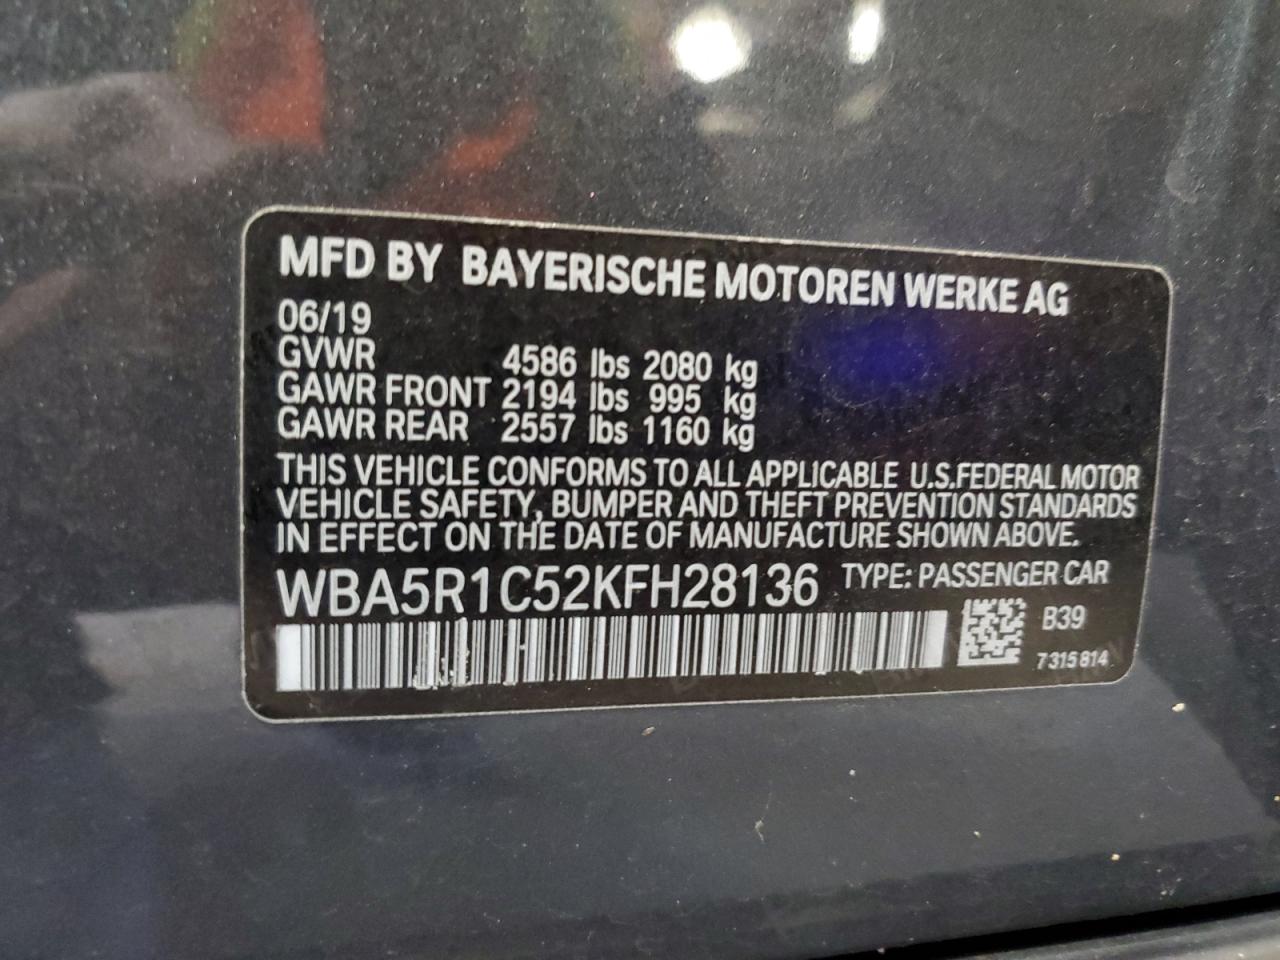 MFD BY BAYERISCHE MOTOREN WERKE AG
06/19
GVWR 4586 lbs 2080 kg
GAWR FRONT 2194 lbs 995 kg
GAWR REAR 2557 lbs 1160 kg
THIS VEHICLE CONFORMS TO ALL APPLICABLE U.S.FEDERAL MOTOR
VEHICLE SAFETY, BUMPER AND THEFT PREVENTION STANDARDS
IN EFFECT ON THE DATE OF MANUFACTURE SHOWN ABOVE.
WBA5R1C52KFH28136 TYPE: PASSENGER CAR
B39
7315814